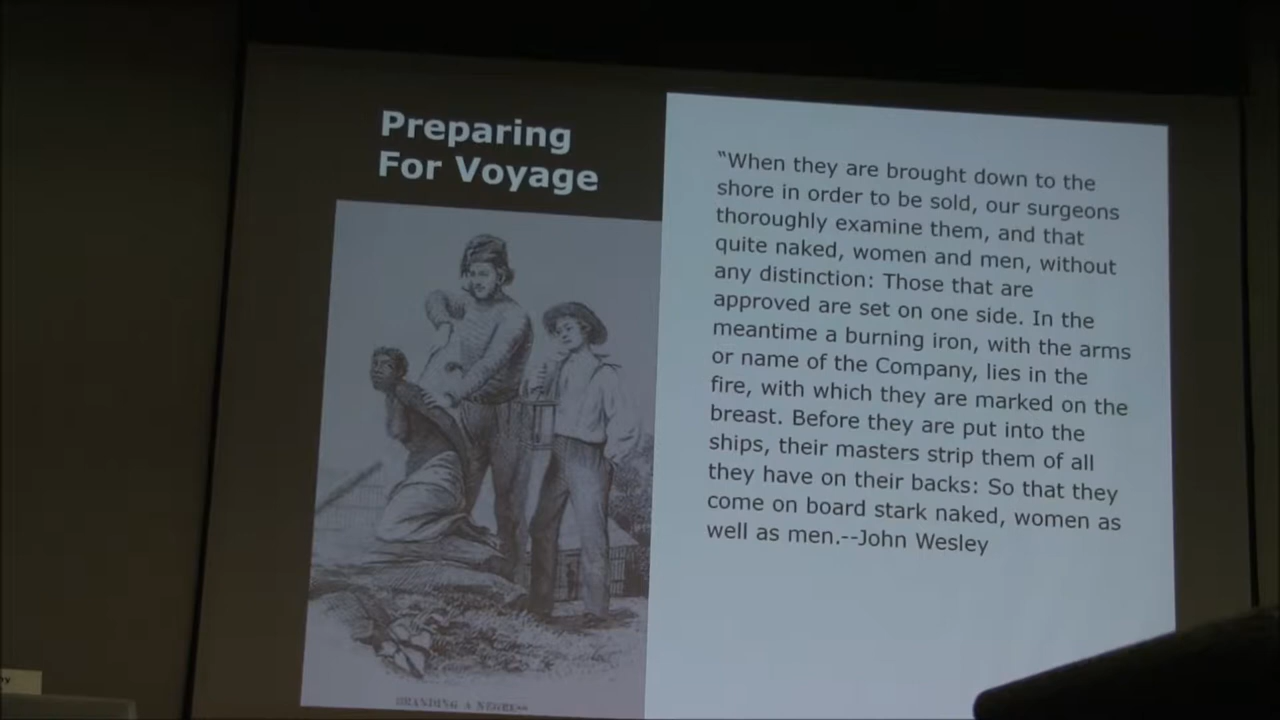 Preparing
For Voyage
“When they are brought down to the
shore in order to be sold, our surgeons
thoroughly examine them, and that
quite naked, women and men, without
any distinction: Those that are
approved are set on one side. In the
meantime a burning iron, with the arms
or name of the Company, lies in the
fire, with which they are marked on the
breast. Before they are put into the
ships, their masters strip them of all
they have on their backs: So that they
come on board stark naked, women as
well as men.--John Wesley
BRANDING A NEGRESS